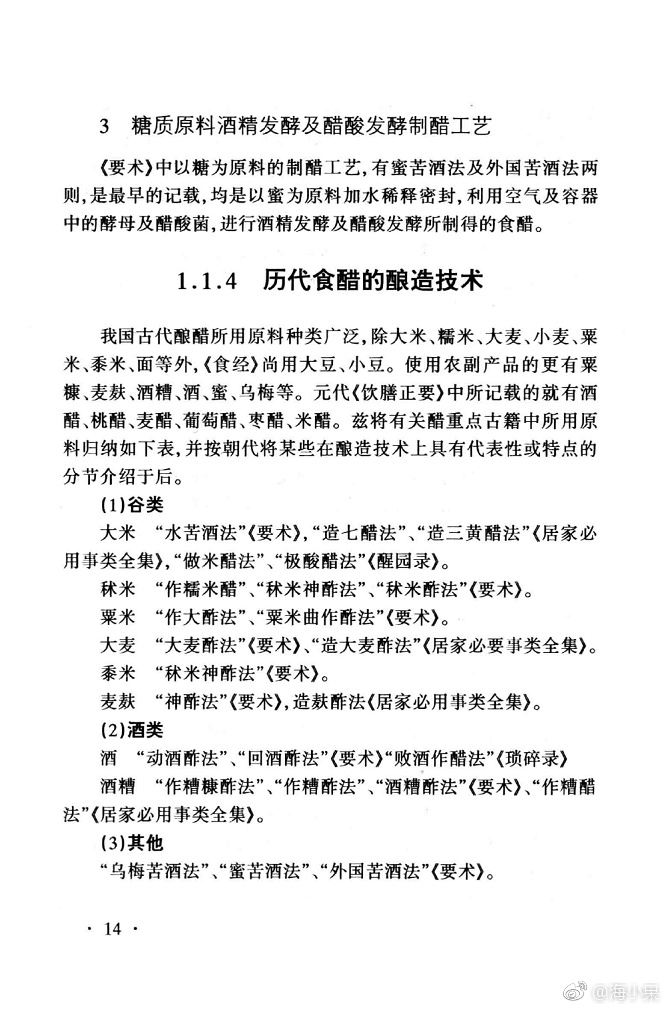 3 糖质原料酒精发酵及醋酸发酵制醋工艺
《要术》中以糖为原料的制醋工艺,有蜜苦酒法及外国苦酒法两
则,是最早的记载,均是以蜜为原料加水稀释密封,利用空气及容器
中的酵母及醋酸菌,进行酒精发酵及醋酸发酵所制得的食醋。
1.1.4 历代食醋的酿造技术
我国古代酿醋所用原料种类广泛,除大米、糯米、大麦、小麦、粟
米、黍米、面等外,《食经》尚用大豆、小豆。使用农副产品的更有粟
糠、麦麸、酒糟、酒、蜜、乌梅等。元代《饮膳正要》中所记载的就有酒
醋、桃醋、麦醋、葡萄醋、枣醋、米醋。兹将有关醋重点古籍中所用原
料归纳如下表,并按朝代将某些在酿造技术上具有代表性或特点的
分节介绍于后。
(1)谷类
大米 “水苦酒法”《要术》,“造七醋法”、“造三黄醋法”《居家必
用事类全集》,“做米醋法”、“极酸醋法”《醒园录》。
秫米 “作糯米醋”、“秫米神酢法”、“秫米酢法”《要术》。
粟米 “作大酢法”、“粟米曲作酢法”《要术》。
大麦 “大麦酢法”《要术》、“造大麦酢法”《居家必要事类全集》。
黍米 “秫米神酢法”《要术》。
麦麸 “神酢法”《要术》,造麸酢法《居家必用事类全集》。
(2)酒类
酒 “动酒酢法”、“回酒酢法”《要术》“败酒作醋法”《琐碎录》
酒糟 “作糟糠酢法”、“作糟酢法”、“酒糟酢法”《要术》、“作糟醋
法”《居家必用事类全集》。
(3)其他
“乌梅苦酒法”、“蜜苦酒法”、“外国苦酒法”《要术》。
· 14 ·
@海小呆